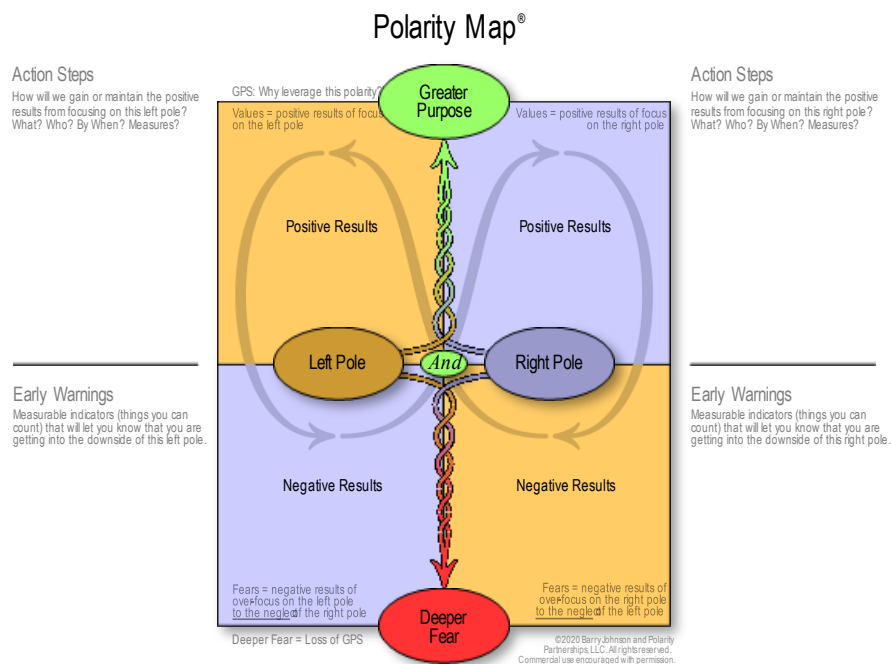 Polarity Map®
Action Steps
How will we gain or maintain the positive
results from focusing on this left pole?
What? Who? By When? Measures?
GPS: Why leverage this polarity?
Values = positive results of focus
on the left pole
Greater
Purpose
Values = positive results of focus
on the right pole
Action Steps
How will we gain or maintain the positive
results from focusing on this right pole?
What? Who? By When? Measures?
Positive Results
Positive Results
Left Pole
And
Right Pole
Early Warnings
Measurable indicators (things you can
count) that will let you know that you are
getting into the downside of this left pole.
Early Warnings
Measurable indicators (things you can
count) that will let you know that you are
getting into the downside of this right pole.
Negative Results
Negative Results
Fears = negative results of
over-focus on the left pole
to the neglect of the right pole
Fears = negative results of
over-focus on the right pole
to the neglect of the left pole
Deeper
Fear
Deeper Fear = Loss of GPS
©2020 Barry Johnson and Polarity
Partnerships, LLC. All rights reserved.
Commercial use encouraged with permission.